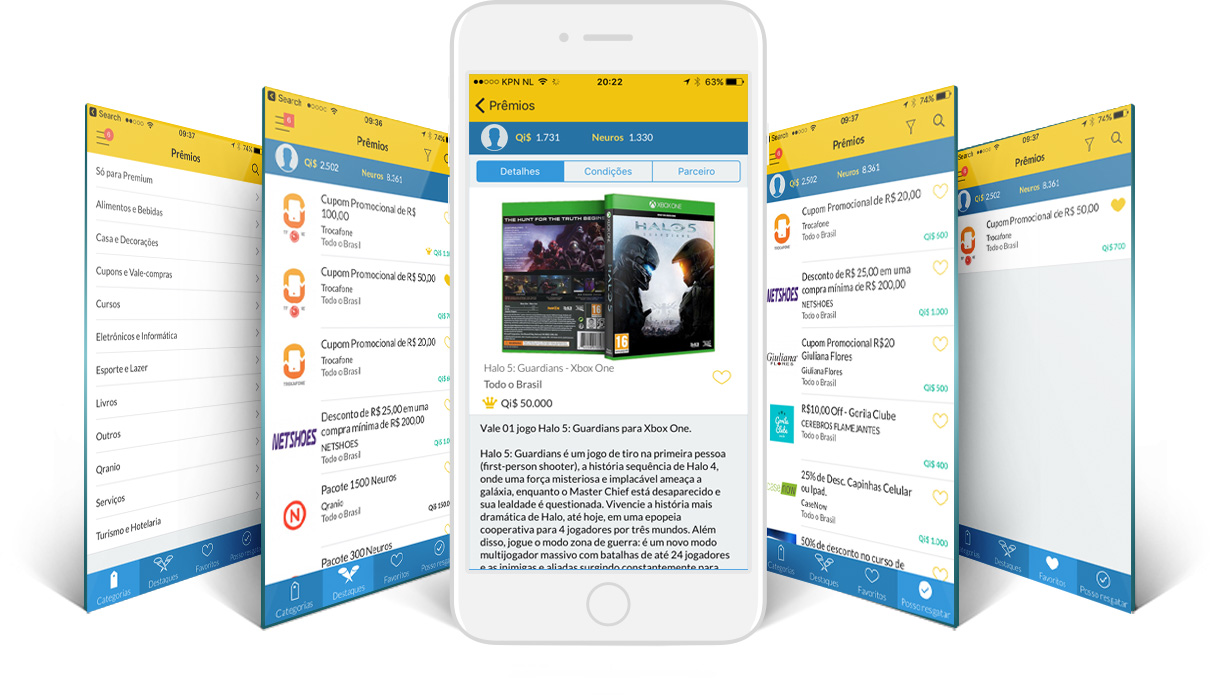 Search
09:37
74%
6
Prêmios
Só para Premium
Alimentos e Bebidas
Casa e Decorações
Cupons e Vale-compras
Cursos
Eletrônicos e Informática
Esporte e Lazer
Livros
Outros
Qranio
Serviços
Turismo e Hotelaria
Categorias
Destaques
Favoritos
Posso resgatar
Search
09:36
74%
6
Prêmios
Qi$ 2.502
Neuros 8.361
Cupom Promocional de R$
100,00
Trocafone
Todo o Brasil
Cupom Promocional de R$ 50,00
Trocafone
Todo o Brasil
Cupom Promocional de R$ 20,00
Trocafone
Todo o Brasil
TROCAFONE
NETSHOES
Desconto de R$ 25,00 em uma
compra mínima de R$ 200,00
NETSHOES
Todo o Brasil
Pacote 1500 Neuros
Qranio
Todo o Brasil
Pacote 300 Neuros
Categorias
Destaques
Favoritos
KPN NL
20:22
63%
Prêmios
Qi$ 1.731
Neuros 1.330
Detalhes
Condições
Parceiro
THE HUNT FOR THE TRUTH BEGINS
XBOX ONE
HALO 5
GUARDIANS
16
16
Halo 5: Guardians - Xbox One
Todo o Brasil
Qi$ 50.000
Vale 01 jogo Halo 5: Guardians para Xbox One.
Halo 5: Guardians é um jogo de tiro na primeira pessoa
(first-person shooter), a história sequência de Halo 4,
onde uma força misteriosa e implacável ameaça a
galáxia, enquanto o Master Chief está desaparecido e
sua lealdade é questionada. Vivencie a história mais
dramática de Halo, até hoje, em uma epopeia
cooperativa para 4 jogadores por três mundos. Além
disso, jogue o modo zona de guerra: é um novo modo
multijogador massivo com batalhas de até 24 jogadores
e as inimigas e aliadas surgindo constantemente para
Search
09:37
74%
Prêmios
Qi$ 2.502
Neuros 8.361
Cupom Promocional de R$ 20,00
Trocafone
Todo o Brasil
TROCAFONE
Qi$ 500
NETSHOES
Desconto de R$ 25,00 em uma
compra mínima de R$ 200,00
NETSHOES
Todo o Brasil
Qi$ 1.000
Giuliana
FLORES
Cupom Promocional R$20
Giuliana Flores
Giuliana Flores
Todo o Brasil
Qi$ 500
Gorila
Clube
R$10,00 Off - Gorila Clube
CEREBROS FLAMEJANTES
Todo o Brasil
Qi$ 400
casenow
25% de Desc. Capinhas Celular
ou Ipad.
CaseNow
Todo o Brasil
Qi$ 1.000
50% de desconto no curso de
Categorias
Destaques
Favoritos
Posso resgatar
Search
09:37
74%
Prêmios
Qi$ 2.502
Neuros 8.361
Cupom Promocional de R$ 50,00
Trocafone
Todo o Brasil
Qi$ 700
Destaques
Favoritos
Posso resgatar